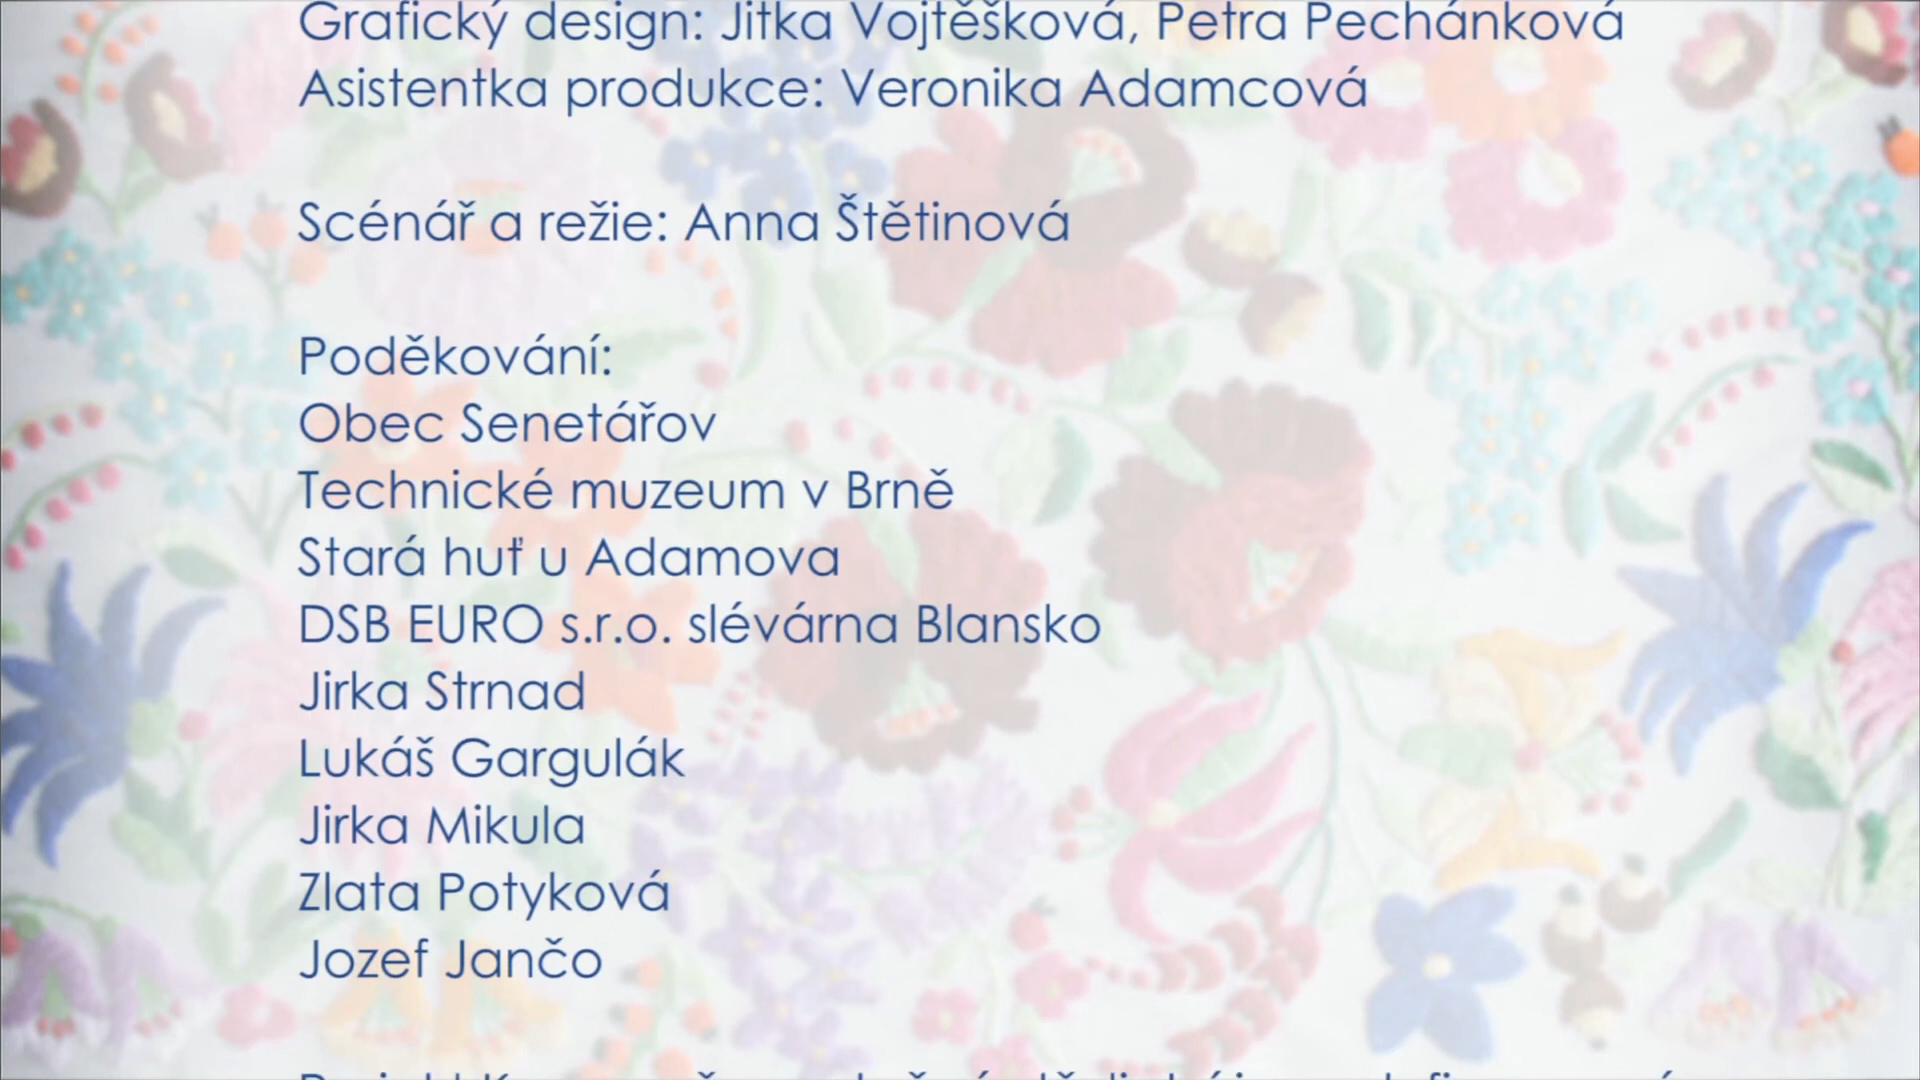 Grafický design: Jitka Vojtěšková, Petra Pechánková
Asistentka produkce: Veronika Adamcová
Scénář a režie: Anna Štětinová
Poděkování:
Obec Senetářov
Technické muzeum v Brně
Stará huť u Adamova
DSB EURO s.r.o. slévárna Blansko
Jirka Strnad
Lukáš Gargulák
Jirka Mikula
Zlata Potyková
Jozef Jančo